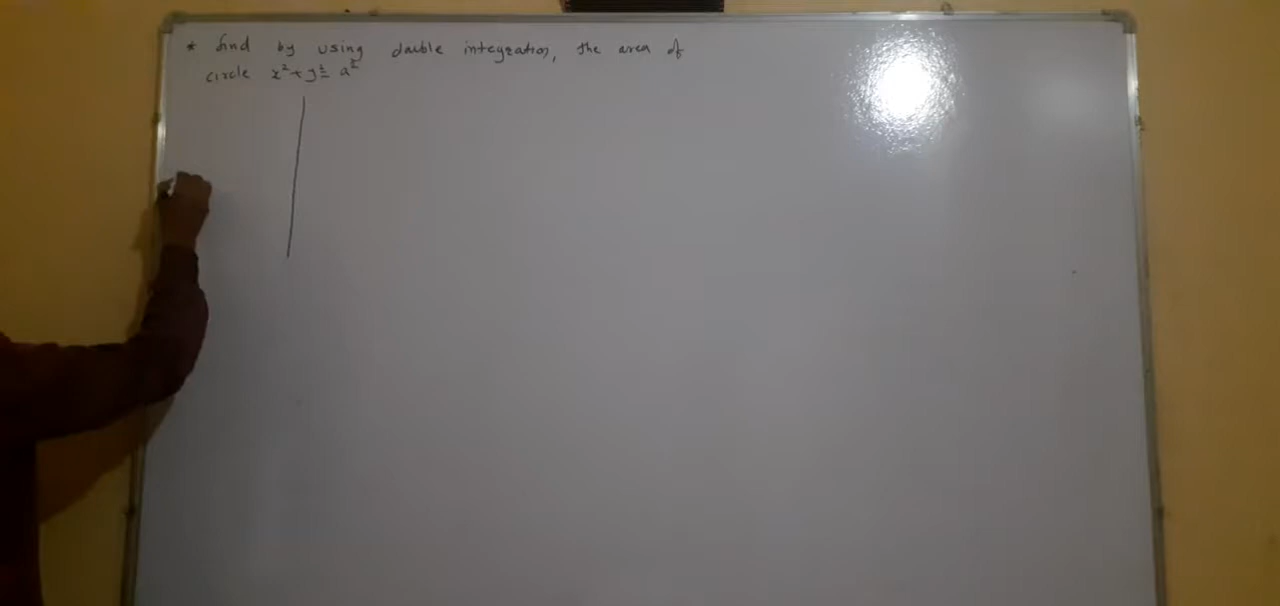 * find by using double integration, the area of
circle x²+y²= a²